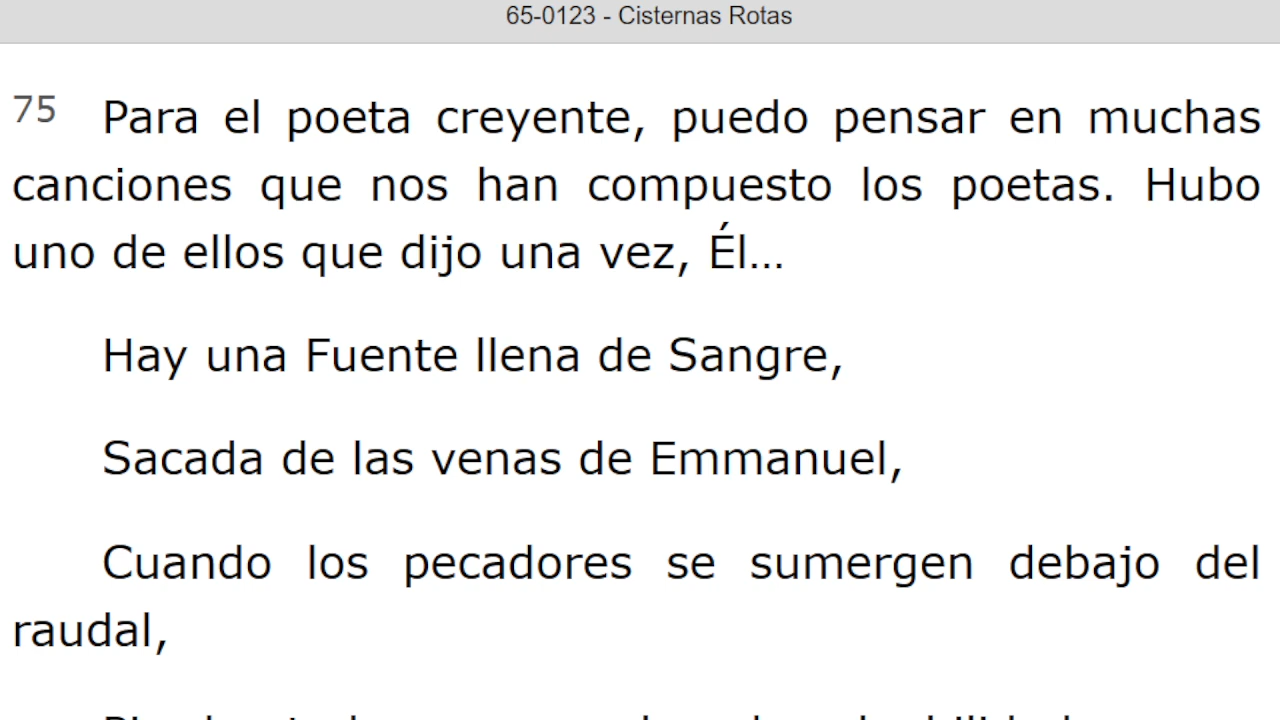 65-0123 - Cisternas Rotas
75 Para el poeta creyente, puedo pensar en muchas
canciones que nos han compuesto los poetas. Hubo
uno de ellos que dijo una vez, Él...
Hay una Fuente llena de Sangre,
Sacada de las venas de Emmanuel,
Cuando los pecadores se sumergen debajo del
raudal,